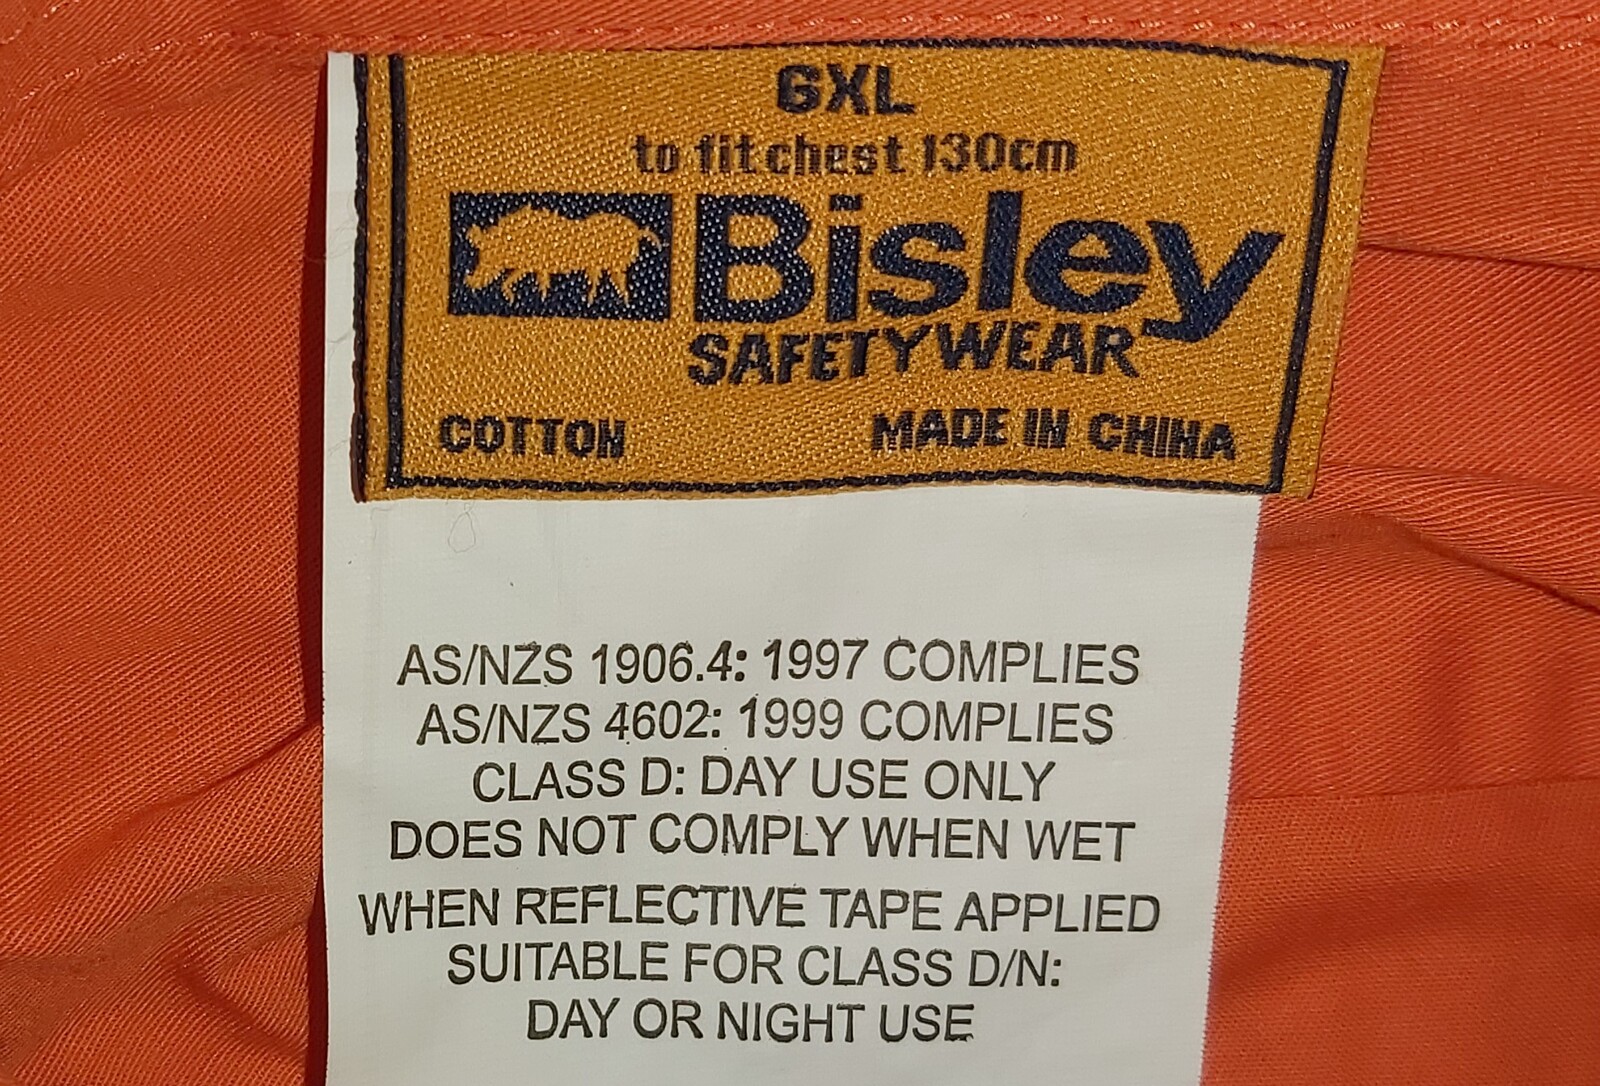 6XL
to fit chest 130cm
Bisley
SAFETYWEAR
COTTON MADE IN CHINA
AS/NZS 1906.4: 1997 COMPLIES
AS/NZS 4602: 1999 COMPLIES
CLASS D: DAY USE ONLY
DOES NOT COMPLY WHEN WET
WHEN REFLECTIVE TAPE APPLIED
SUITABLE FOR CLASS D/N:
DAY OR NIGHT USE